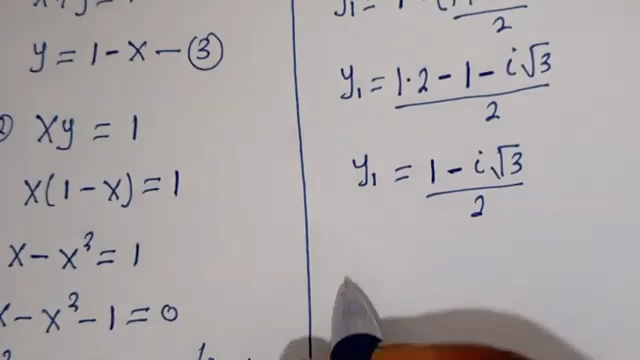 y = 1 - x - ③
xy = 1
x(1 - x) = 1
x - x² = 1
x - x² - 1 = 0
y₁ = (1·2 - 1 - i√3)/2
y₁ = (1 - i√3)/2